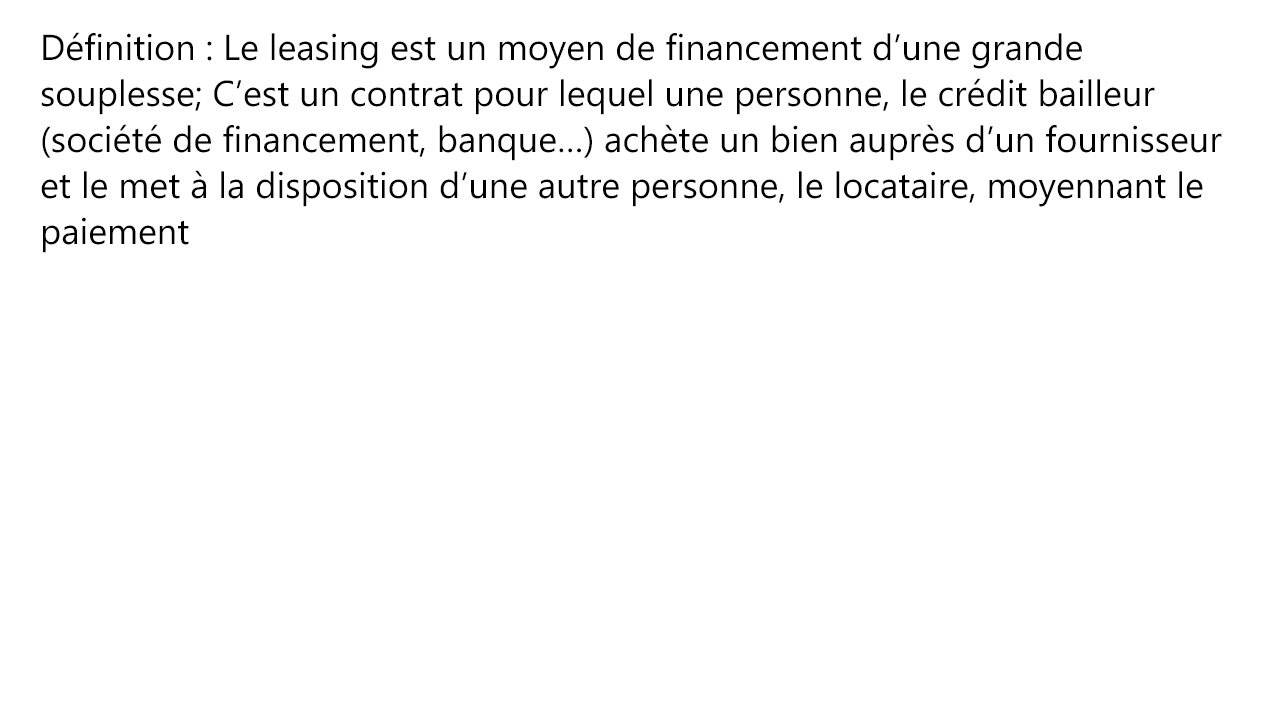 Définition : Le leasing est un moyen de financement d’une grande
souplesse; C’est un contrat pour lequel une personne, le crédit bailleur
(société de financement, banque…) achète un bien auprès d’un fournisseur
et le met à la disposition d’une autre personne, le locataire, moyennant le
paiement